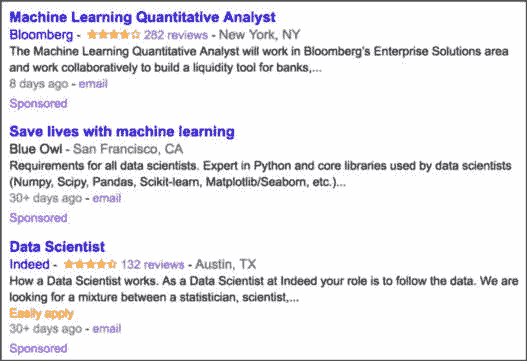 Machine Learning Quantitative Analyst
Bloomberg - 282 reviews - New York, NY
The Machine Learning Quantitative Analyst will work in Bloomberg's Enterprise Solutions area
and work collaboratively to build a liquidity tool for banks,...
8 days ago - email
Sponsored
Save lives with machine learning
Blue Owl - San Francisco, CA
Requirements for all data scientists. Expert in Python and core libraries used by data scientists
(Numpy, Scipy, Pandas, Scikit-learn, Matplotlib/Seaborn, etc.)...
30+ days ago - email
Sponsored
Data Scientist
Indeed - 132 reviews - Austin, TX
How a Data Scientist works. As a Data Scientist at Indeed your role is to follow the data. We are
looking for a mixture between a statistician, scientist,...
Easily apply
30+ days ago - email
Sponsored